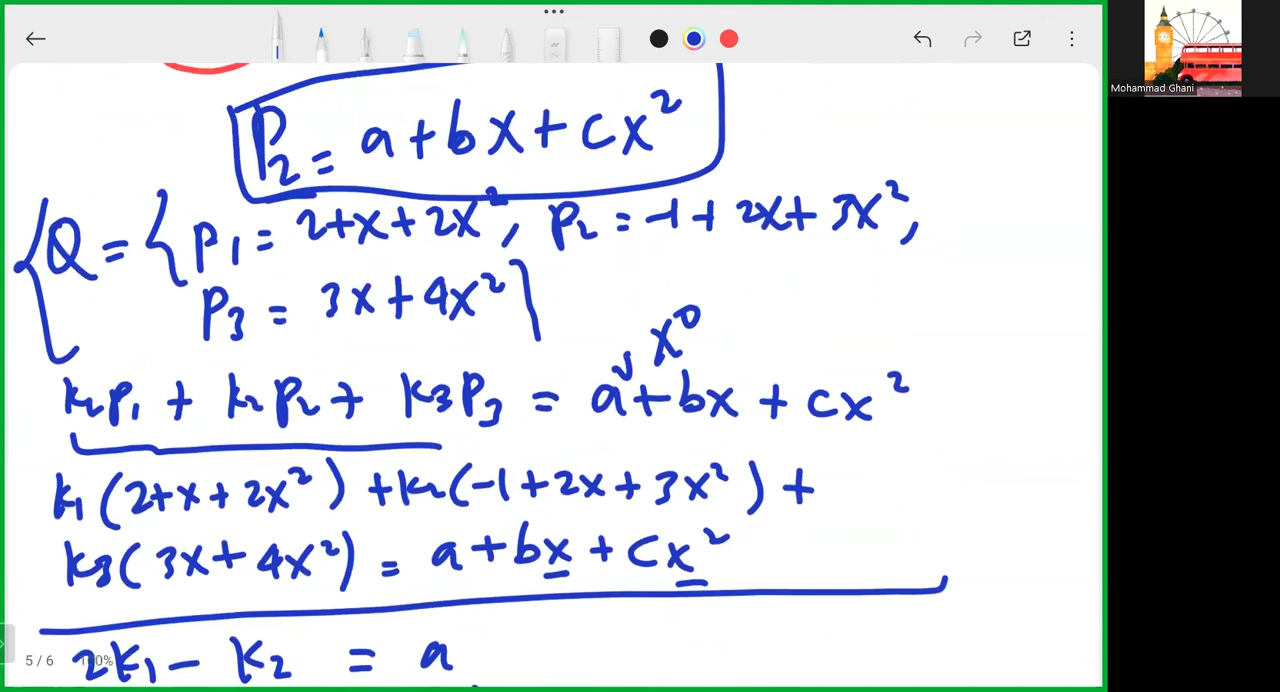 Mohammad Ghani
P₂ = a + bx + cx²
Q = { P₁ = 2+x+2x², P₂ = -1 + 2x + 3x²,
P₃ = 3x + 4x² }
x⁰
k₁P₁ + k₂P₂ + k₃P₃ = a + bx + cx²
k₁(2+x+2x²) + k₂(-1+2x+3x²) +
k₃(3x+4x²) = a + bx + cx²
2k₁ - k₂ = a
5 / 6 100%